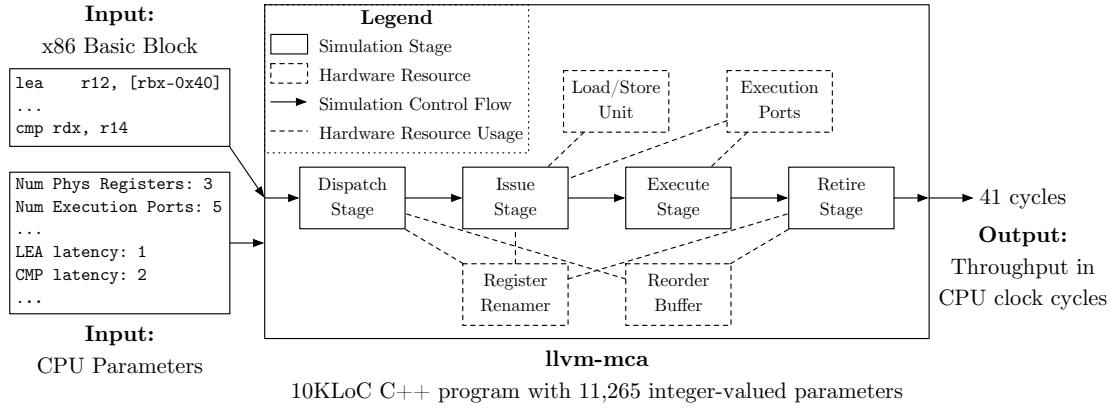 Input:
x86 Basic Block
lea r12, [rbx-0x40]
...
cmp rdx, r14
Num Phys Registers: 3
Num Execution Ports: 5
...
LEA latency: 1
CMP latency: 2
...
Input:
CPU Parameters
Legend
Simulation Stage
Hardware Resource
Simulation Control Flow
Hardware Resource Usage
Load/Store
Unit
Execution
Ports
Dispatch
Stage
Issue
Stage
Execute
Stage
Retire
Stage
Register
Renamer
Reorder
Buffer
41 cycles
Output:
Throughput in
CPU clock cycles
llvm-mca
10KLoC C++ program with 11,265 integer-valued parameters